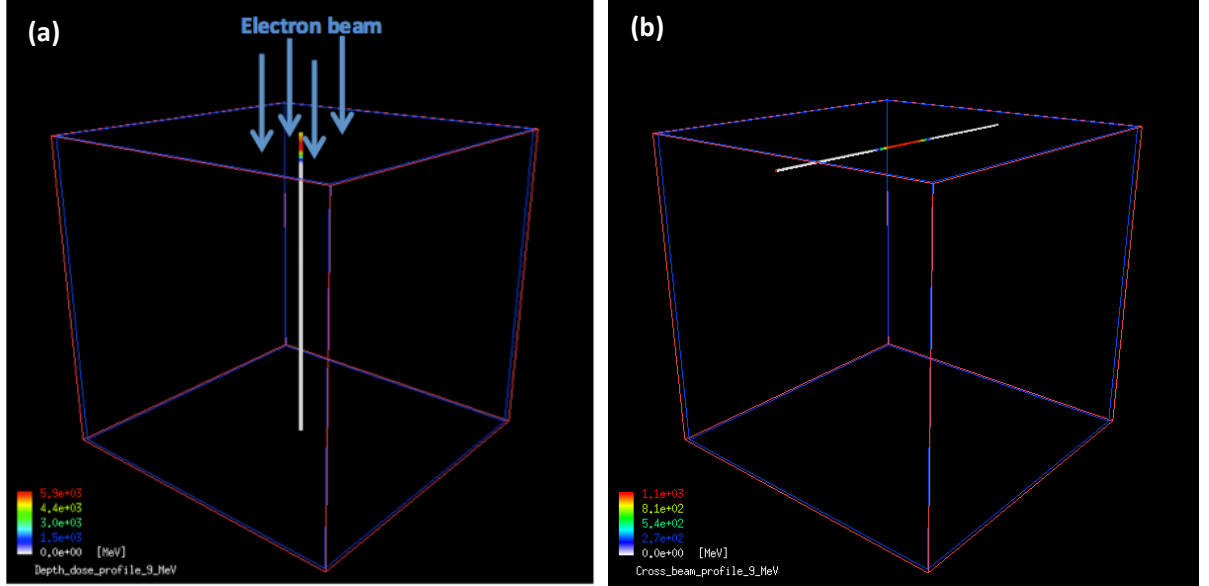 (a)
Electron beam
5.9e+03
4.4e+03
3.0e+03
1.5e+03
0.0e+00 [MeV]
Depth_dose_profile_9_MeV
(b)
1.1e+03
8.1e+02
5.4e+02
2.7e+02
0.0e+00 [MeV]
Cross_beam_profile_9_MeV